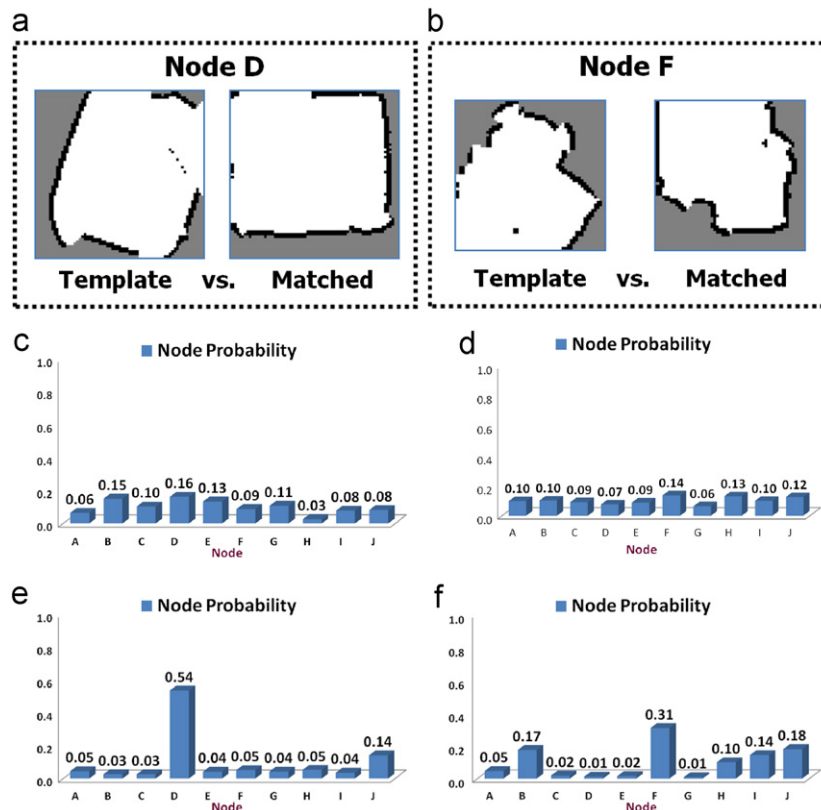 a
b
Node D
Node F
Template vs. Matched
Template vs. Matched
c
Node Probability
1.0
0.8
0.6
0.4
0.2
0.0
0.06 0.15 0.10 0.16 0.13 0.09 0.11 0.03 0.08 0.08
A B C D E F G H I J
Node
d
Node Probability
1.0
0.8
0.6
0.4
0.2
0.0
0.10 0.10 0.09 0.07 0.09 0.14 0.06 0.13 0.10 0.12
A B C D E F G H I J
Node
e
Node Probability
1.0
0.8
0.6
0.4
0.2
0.0
0.05 0.03 0.03 0.54 0.04 0.05 0.04 0.05 0.04 0.14
A B C D E F G H I J
f
Node Probability
1.0
0.8
0.6
0.4
0.2
0.0
0.05 0.17 0.02 0.01 0.02 0.31 0.01 0.10 0.14 0.18
A B C D E F G H I J